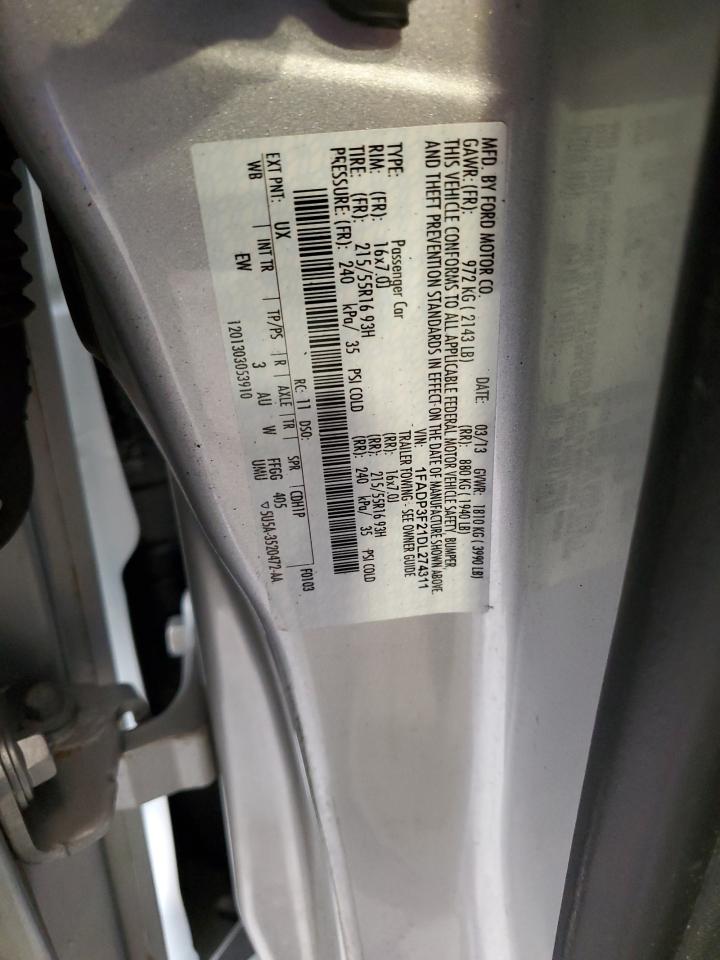 MFD. BY FORD MOTOR CO.
DATE: 03/13 GVWR: 1810 KG ( 3990 LB)
GAWR: (FR): 972 KG ( 2143 LB) (RR): 880 KG ( 1940 LB)
THIS VEHICLE CONFORMS TO ALL APPLICABLE FEDERAL MOTOR VEHICLE SAFETY, BUMPER,
AND THEFT PREVENTION STANDARDS IN EFFECT ON THE DATE OF MANUFACTURE SHOWN ABOVE.
VIN: 1FADP3F21DL274311
TYPE: Passenger Car TRAILER TOWING - SEE OWNER GUIDE
RIM: (FR): 16x7.0J (RR): 16x7.0J
TIRE: (FR): 215/55R16 93H (RR): 215/55R16 93H
PRESSURE: (FR): 240 kPa/ 35 PSI COLD (RR): 240 kPa/ 35 PSI COLD
RC: 11 DSO: F0103
EXT PNT: UX CDH1P
WB INT TR TP/PS R AXLE TR SPR
EW 3 AU W FFGG 405 UMU
1201303053910 5U5A-3520472-AA